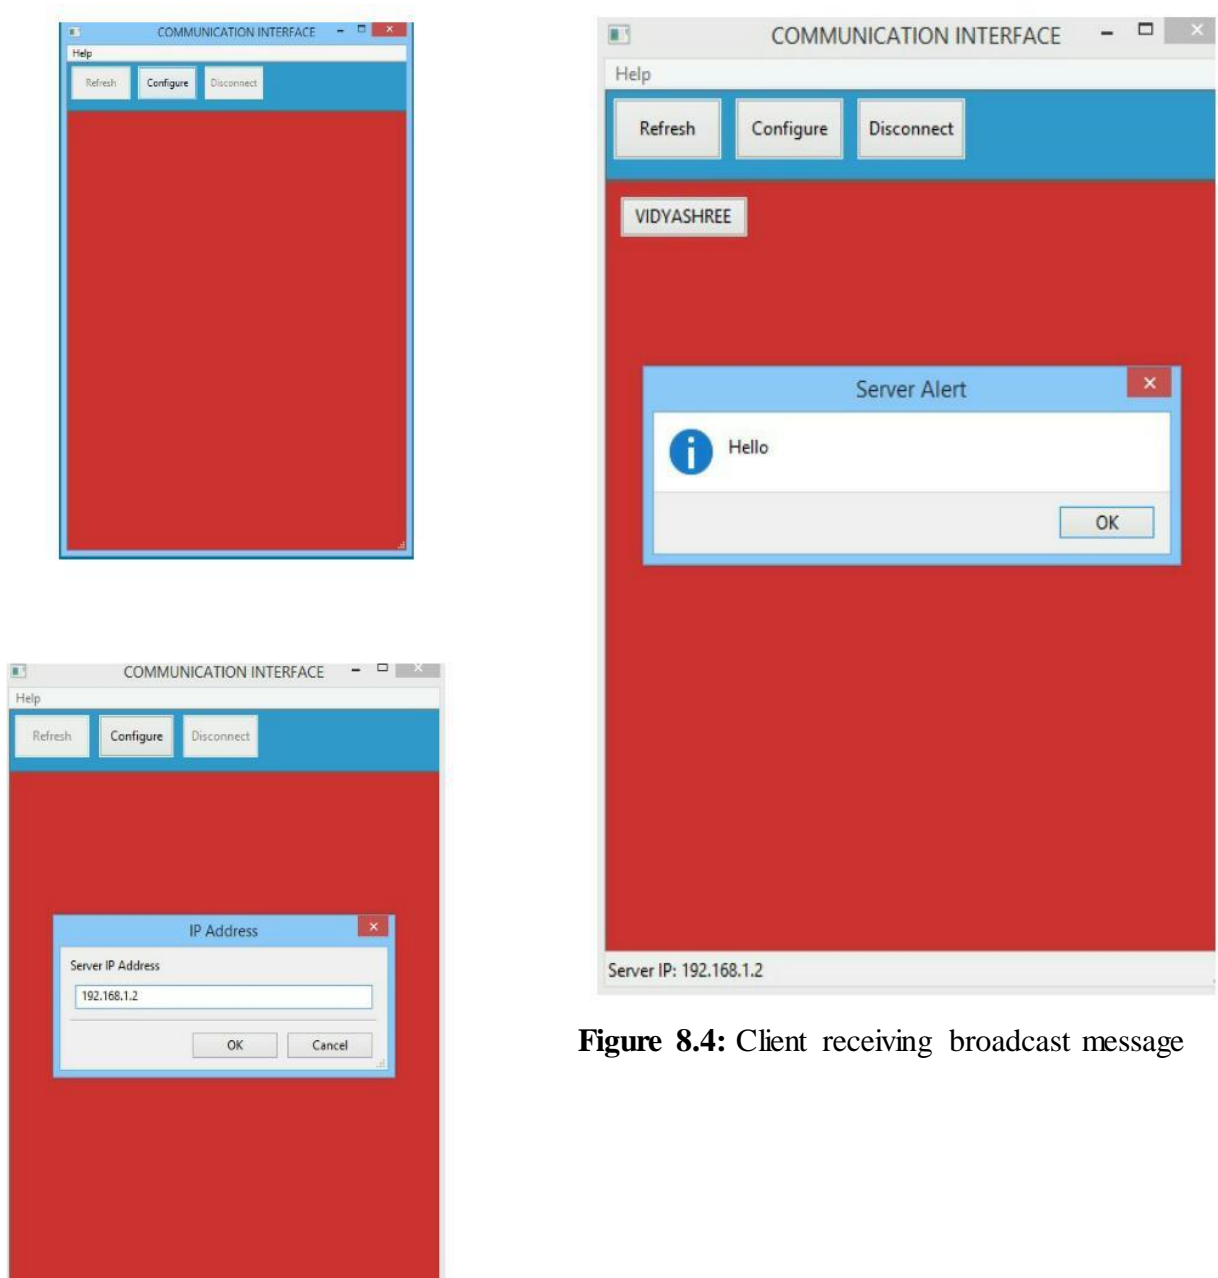 COMMUNICATION INTERFACE
Help
Refresh Configure Disconnect
COMMUNICATION INTERFACE
Help
Refresh Configure Disconnect
IP Address
Server IP Address
192.168.1.2
OK Cancel
COMMUNICATION INTERFACE
Help
Refresh Configure Disconnect
VIDYASHREE
Server Alert
Hello
OK
Server IP: 192.168.1.2
Figure 8.4: Client receiving broadcast message